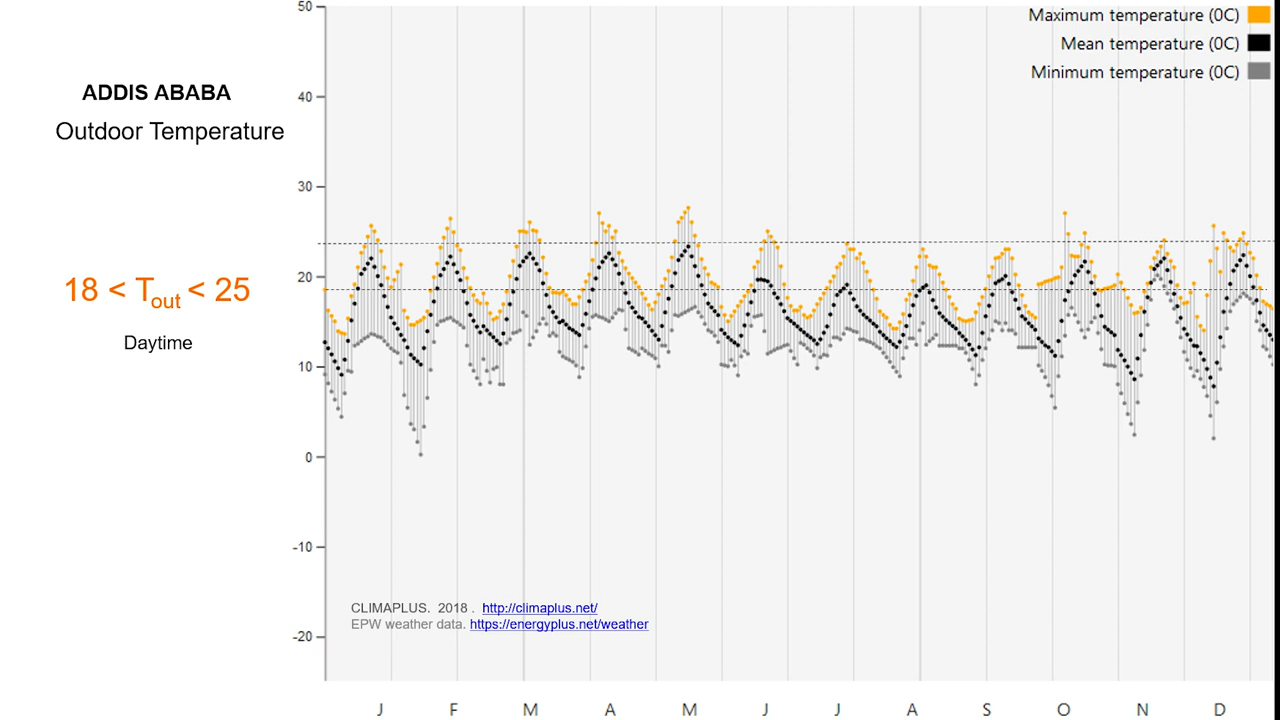 ADDIS ABABA
Outdoor Temperature
18 < Tout < 25
Daytime
Maximum temperature (0C)
Mean temperature (0C)
Minimum temperature (0C)
50
40
30
20
10
0
-10
-20
CLIMAPLUS. 2018 . http://climaplus.net/
EPW weather data. https://energyplus.net/weather
J F M A M J J A S O N D